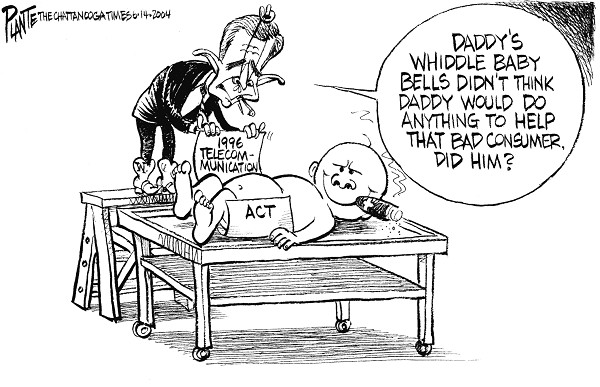 PLANTE THE CHATTANOOGA TIMES 6-14-2004
DADDY'S
WHIDDLE BABY
BELLS DIDN'T THINK
DADDY WOULD DO
ANYTHING TO HELP
THAT BAD CONSUMER,
DID HIM?
1996
TELECOM-
MUNICATION
ACT